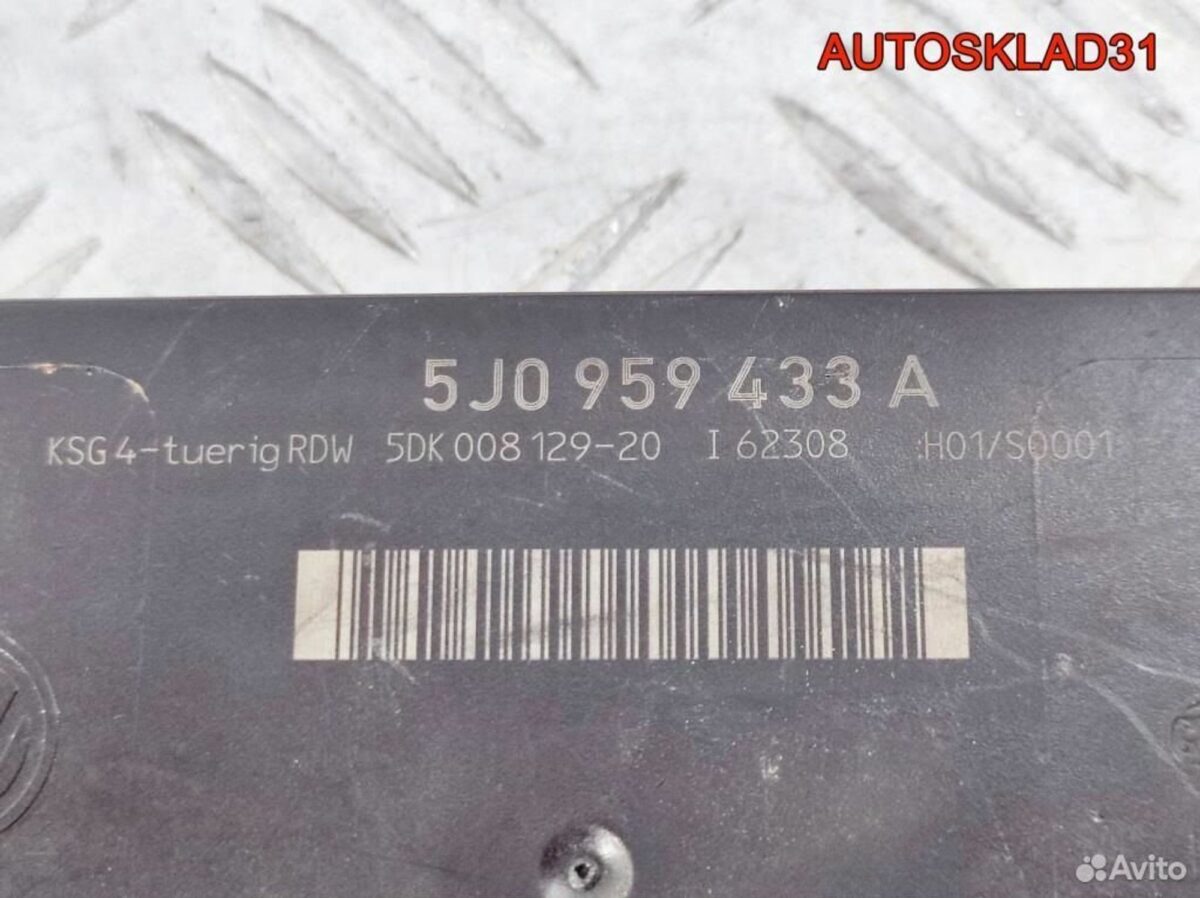 AUTOSKLAD31
5J0 959 433 A
KSG 4-tuerig RDW 5DK 008 129-20 I 62308 H01/S0001
Avito